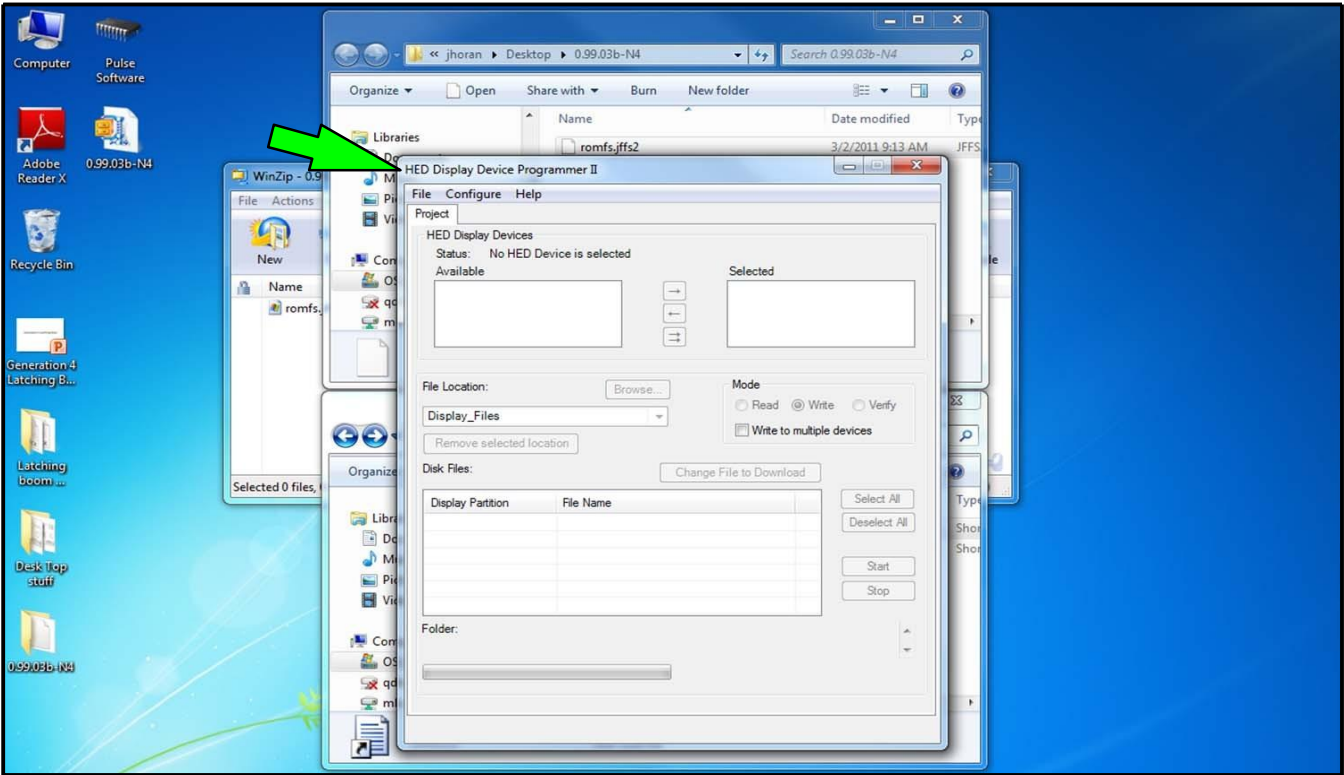 Computer
Pulse
Software
Adobe
Reader X
0.99.03b-N4
Recycle Bin
Generation 4
Latching B...
Latching
boom ...
Desk Top
stuff
0.99.03b-N4
« jhoran ▸ Desktop ▸ 0.99.03b-N4
Search 0.99.03b-N4
Organize Open Share with Burn New folder
Name Date modified
Libraries
romfs.jffs2 3/2/2011 9:13 AM JFFS
WinZip - 0.9
File Actions
New
Name
romfs.
Selected 0 files,
HED Display Device Programmer II
File Configure Help
Project
HED Display Devices
Status: No HED Device is selected
Available Selected
File Location: Browse...
Mode
Read Write Verify
Display_Files
Write to multiple devices
Remove selected location
Disk Files: Change File to Download
Display Partition File Name
Select All
Deselect All
Start
Stop
Folder:
Organize